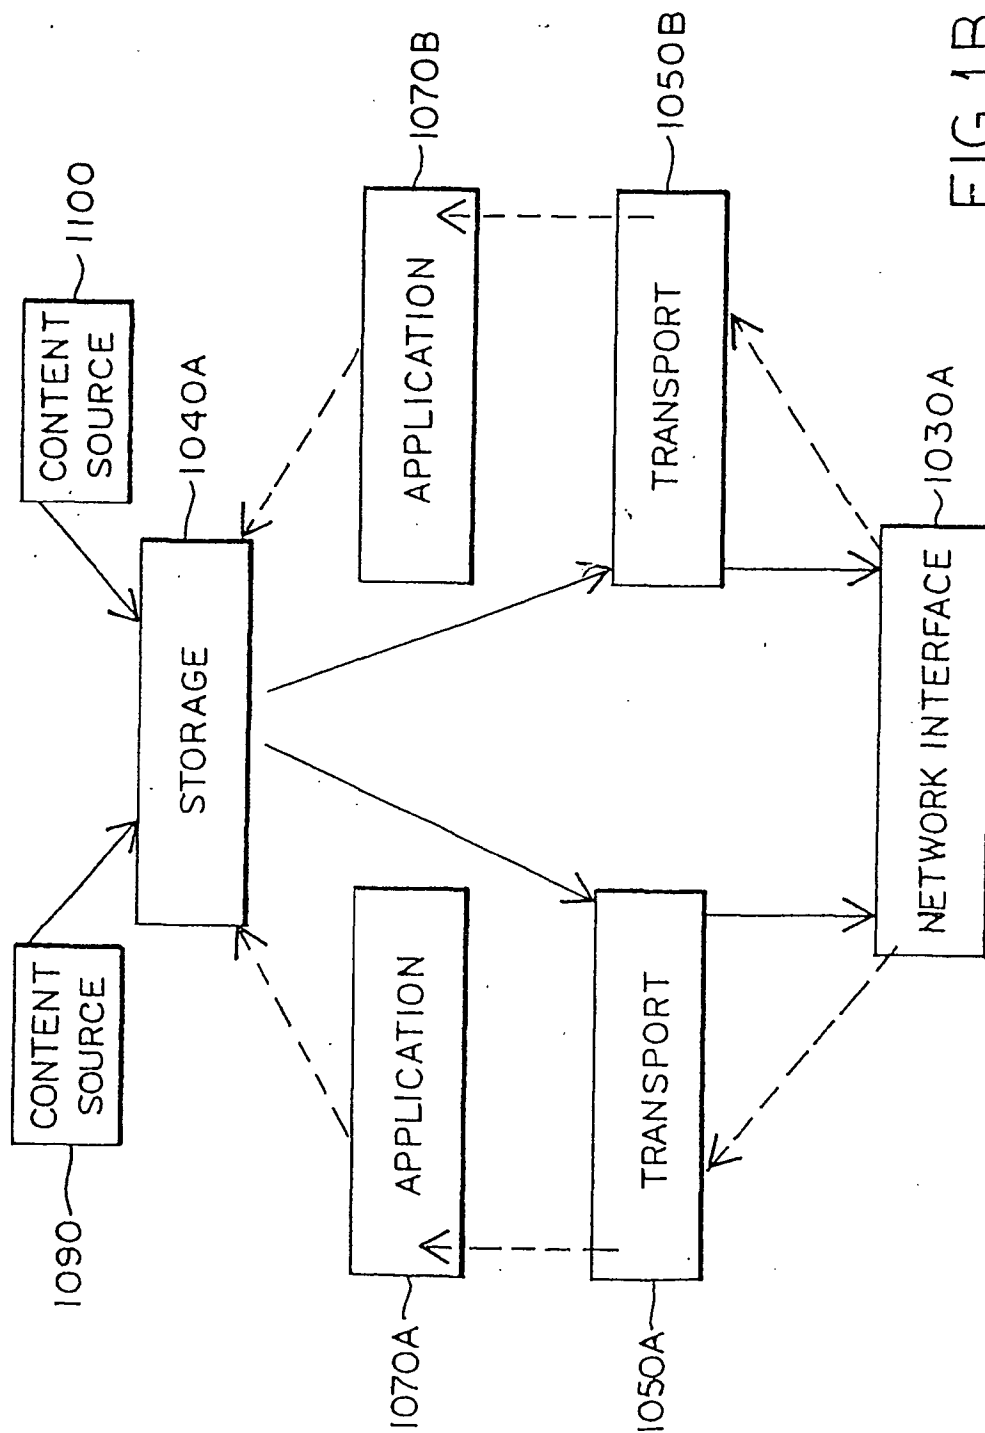 1090
CONTENT
SOURCE
CONTENT
SOURCE
1100
STORAGE
1040A
1070A
APPLICATION
APPLICATION
1070B
1050A
TRANSPORT
TRANSPORT
1050B
NETWORK INTERFACE
1030A
FIG. 1B